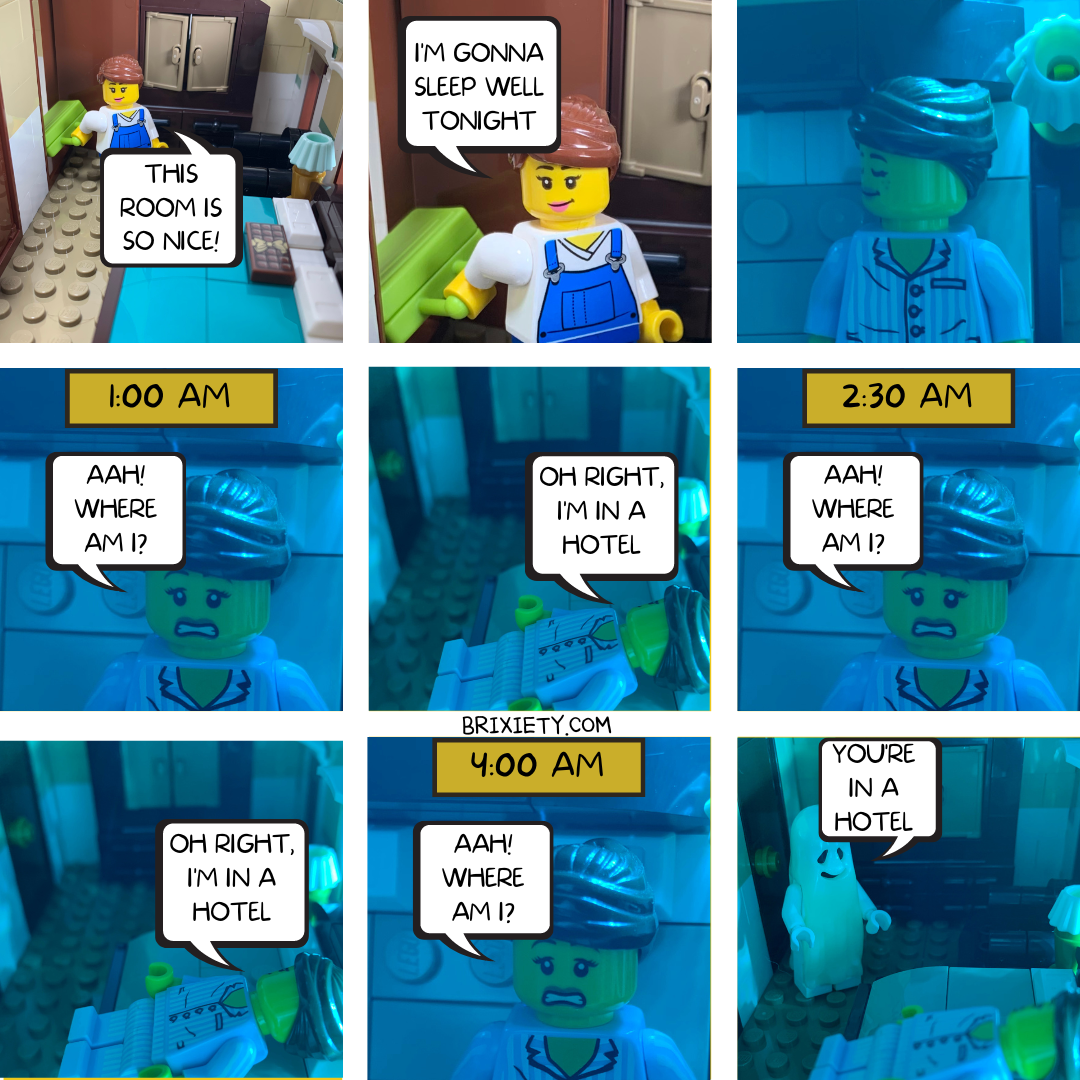 THIS
ROOM IS
SO NICE!
I'M GONNA
SLEEP WELL
TONIGHT
1:00 AM
AAH!
WHERE
AM I?
OH RIGHT,
I'M IN A
HOTEL
2:30 AM
AAH!
WHERE
AM I?
BRIXIETY.COM
OH RIGHT,
I'M IN A
HOTEL
4:00 AM
AAH!
WHERE
AM I?
YOU'RE
IN A
HOTEL